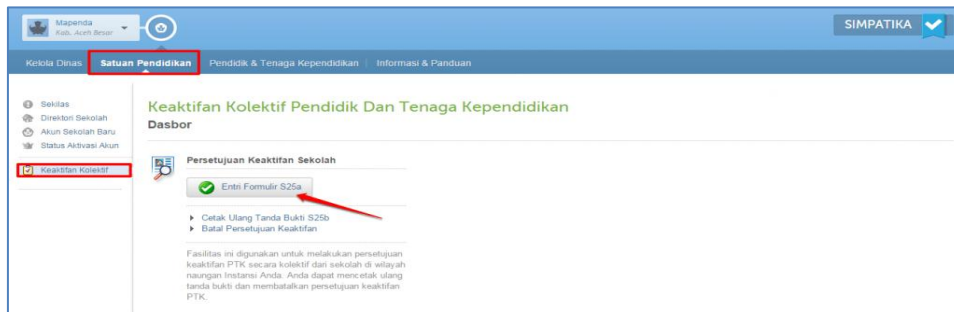 Mapenda
Kab. Aceh Besar
SIMPATIKA
Kelola Dinas
Satuan Pendidikan
Pendidik & Tenaga Kependidikan
Informasi & Panduan
Sekilas
Direktori Sekolah
Akun Sekolah Baru
Status Aktivasi Akun
Keaktifan Kolektif
Keaktifan Kolektif Pendidik Dan Tenaga Kependidikan
Dasbor
Persetujuan Keaktifan Sekolah
Entri Formulir S25a
Cetak Ulang Tanda Bukti S25b
Batal Persetujuan Keaktifan
Fasilitas ini digunakan untuk melakukan persetujuan
keaktifan PTK secara kolektif dari sekolah di wilayah
naungan Instansi Anda. Anda dapat mencetak ulang
tanda bukti dan membatalkan persetujuan keaktifan
PTK.